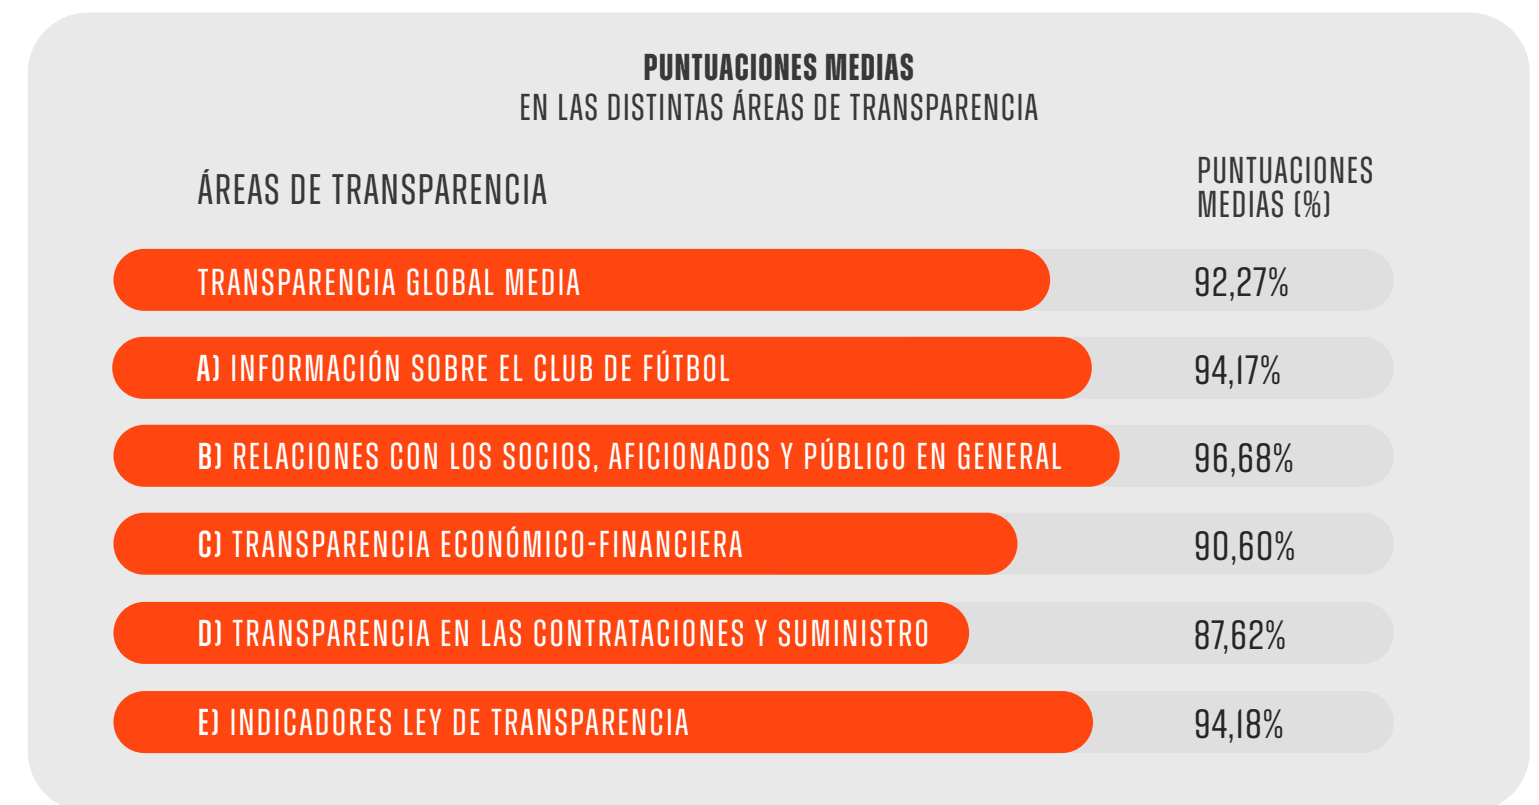 PUNTUACIONES MEDIAS
EN LAS DISTINTAS ÁREAS DE TRANSPARENCIA
ÁREAS DE TRANSPARENCIA
PUNTUACIONES
MEDIAS (%)
TRANSPARENCIA GLOBAL MEDIA 92,27%
A) INFORMACIÓN SOBRE EL CLUB DE FÚTBOL 94,17%
B) RELACIONES CON LOS SOCIOS, AFICIONADOS Y PÚBLICO EN GENERAL 96,68%
C) TRANSPARENCIA ECONÓMICO-FINANCIERA 90,60%
D) TRANSPARENCIA EN LAS CONTRATACIONES Y SUMINISTRO 87,62%
E) INDICADORES LEY DE TRANSPARENCIA 94,18%